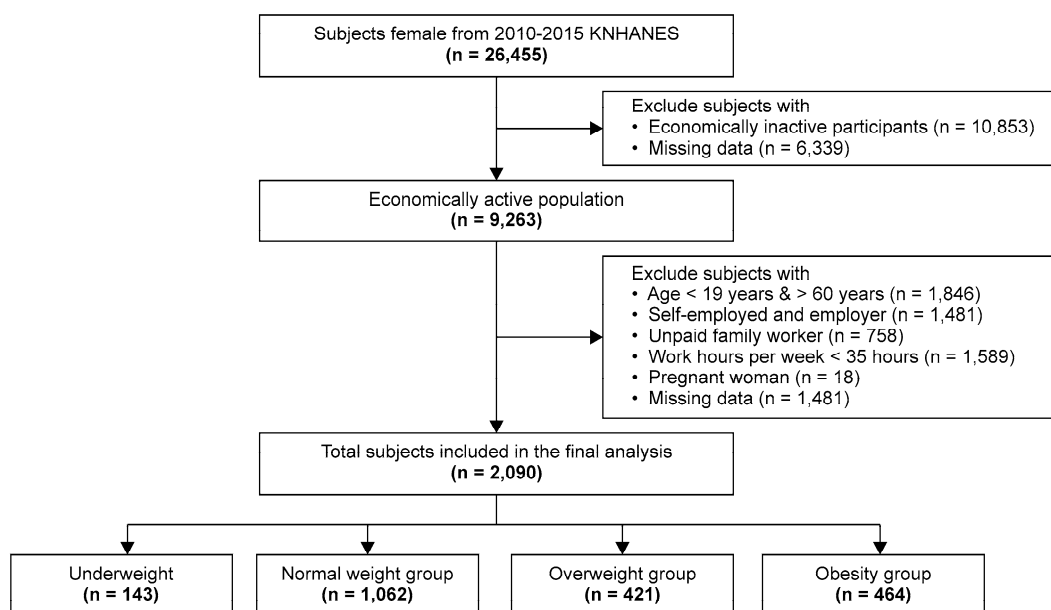 Subjects female from 2010-2015 KNHANES
(n = 26,455)
Exclude subjects with
• Economically inactive participants (n = 10,853)
• Missing data (n = 6,339)
Economically active population
(n = 9,263)
Exclude subjects with
• Age < 19 years & > 60 years (n = 1,846)
• Self-employed and employer (n = 1,481)
• Unpaid family worker (n = 758)
• Work hours per week < 35 hours (n = 1,589)
• Pregnant woman (n = 18)
• Missing data (n = 1,481)
Total subjects included in the final analysis
(n = 2,090)
Underweight
(n = 143)
Normal weight group
(n = 1,062)
Overweight group
(n = 421)
Obesity group
(n = 464)